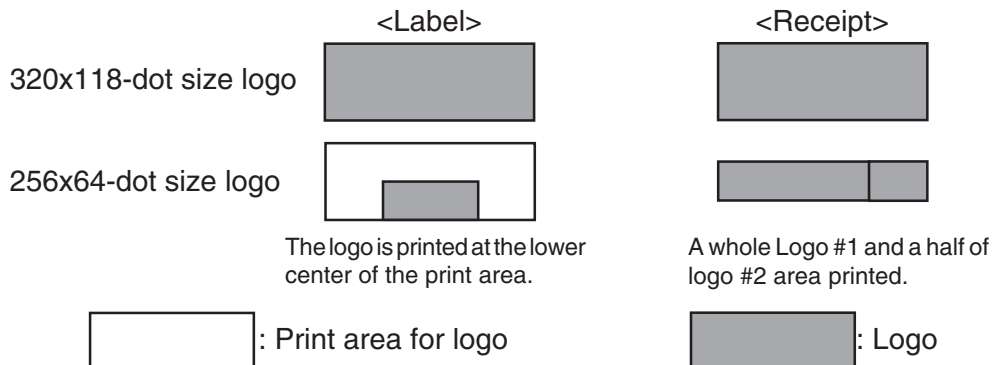 <Label> <Receipt>
320x118-dot size logo
256x64-dot size logo
The logo is printed at the lower
center of the print area.
A whole Logo #1 and a half of
logo #2 area printed.
: Print area for logo
: Logo